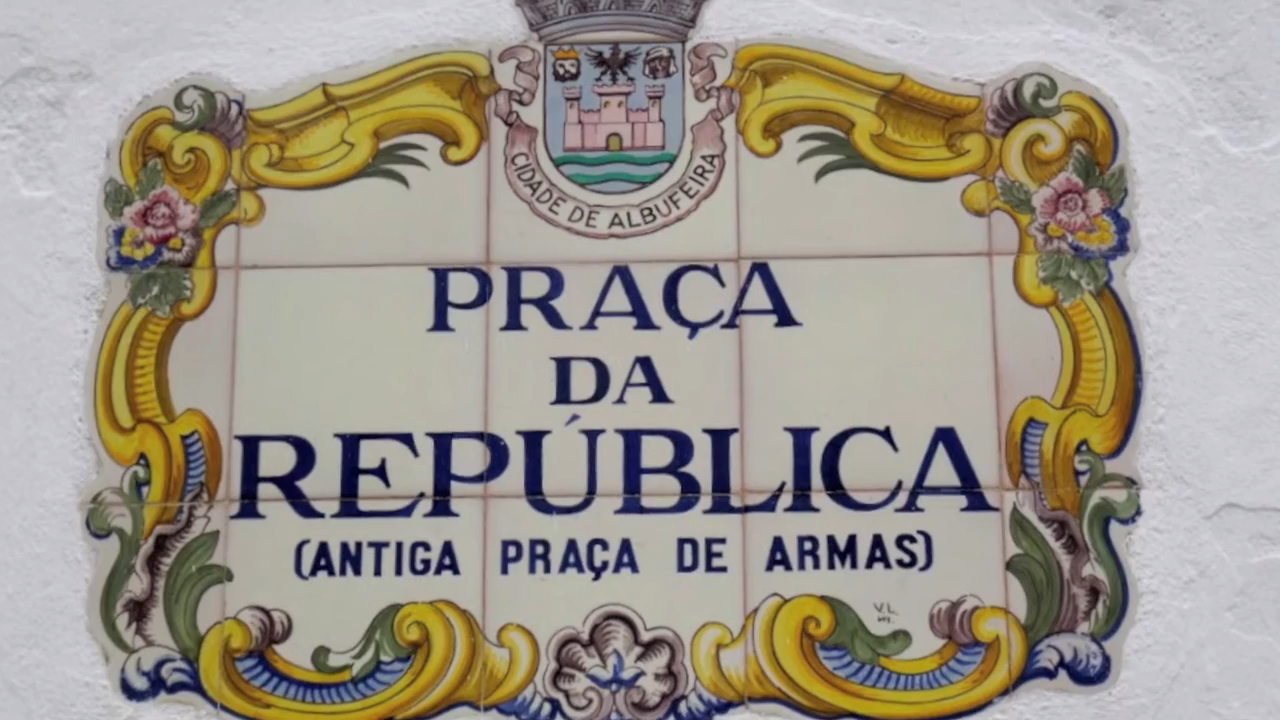 CIDADE DE ALBUFEIRA
PRAÇA
DA
REPÚBLICA
(ANTIGA PRAÇA DE ARMAS)
V.L.